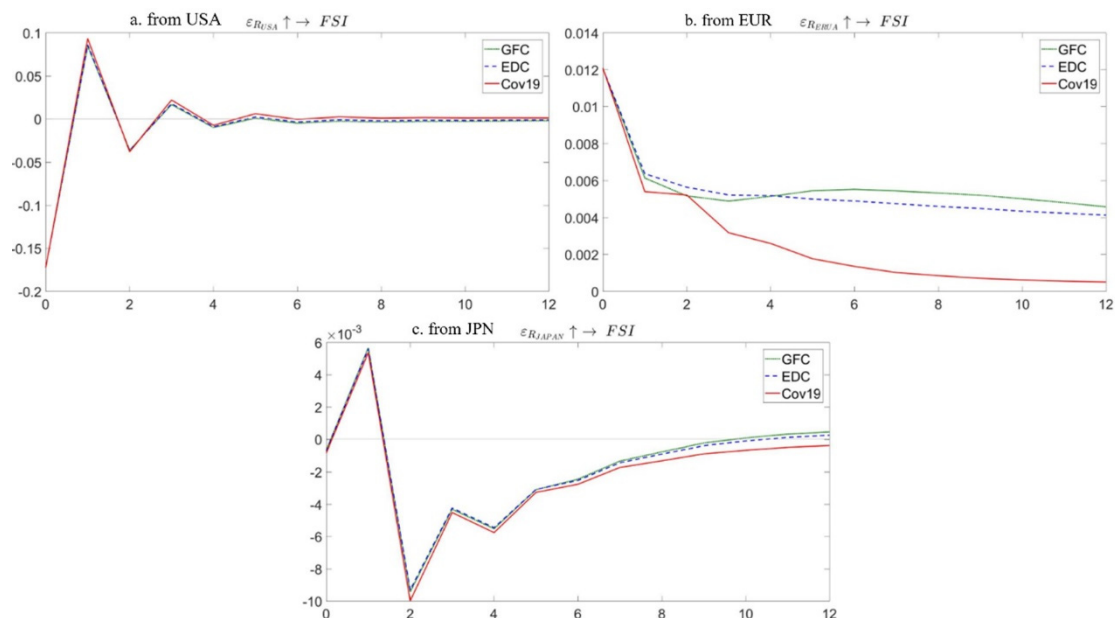 a. from USA
ε_{R_{USA}} ↑ → FSI
0.1
0.05
0
-0.05
-0.1
-0.15
-0.2
0 2 4 6 8 10 12
GFC
EDC
Cov19
b. from EUR
ε_{R_{ERUA}} ↑ → FSI
0.014
0.012
0.01
0.008
0.006
0.004
0.002
0
0 2 4 6 8 10 12
GFC
EDC
Cov19
c. from JPN
ε_{R_{JAPAN}} ↑ → FSI
×10⁻³
6
4
2
0
-2
-4
-6
-8
-10
0 2 4 6 8 10 12
GFC
EDC
Cov19